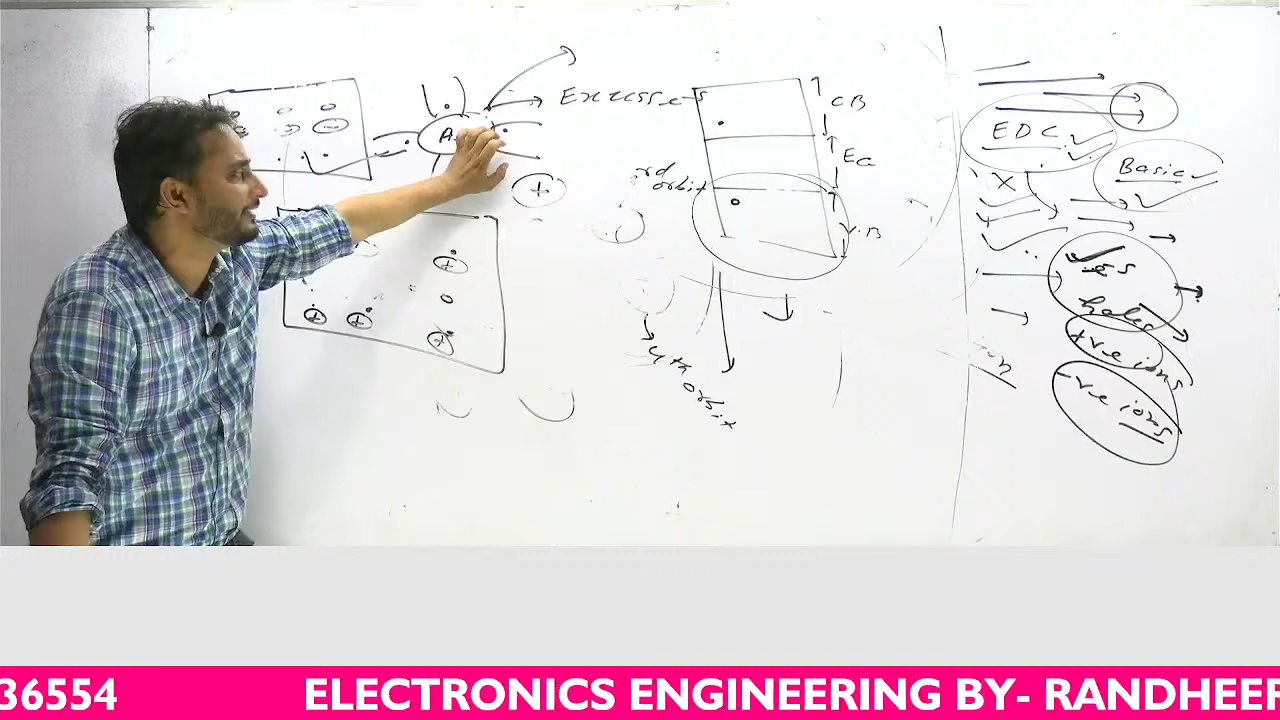 Excess e-s
CB
EG
3rd
orbit
V.B
4th orbit
A
+
+
+
+
+
EDC
Basic
e-s
holes
+ve ions
-ve ions
36554 ELECTRONICS ENGINEERING BY- RANDHEER